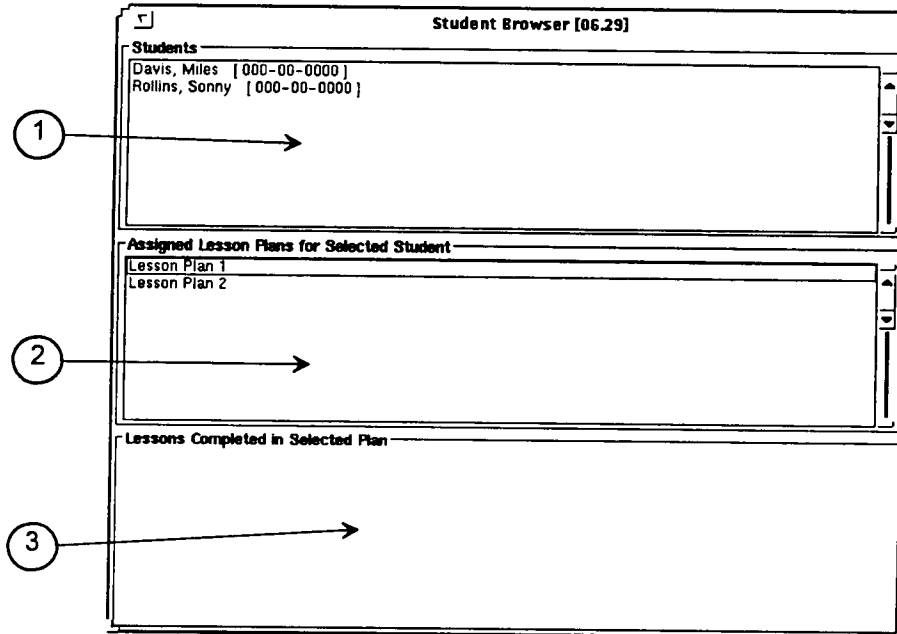 Student Browser [06.29]
Students
Davis, Miles [000-00-0000]
Rollins, Sonny [000-00-0000]
1
Assigned Lesson Plans for Selected Student
Lesson Plan 1
Lesson Plan 2
2
Lessons Completed in Selected Plan
3